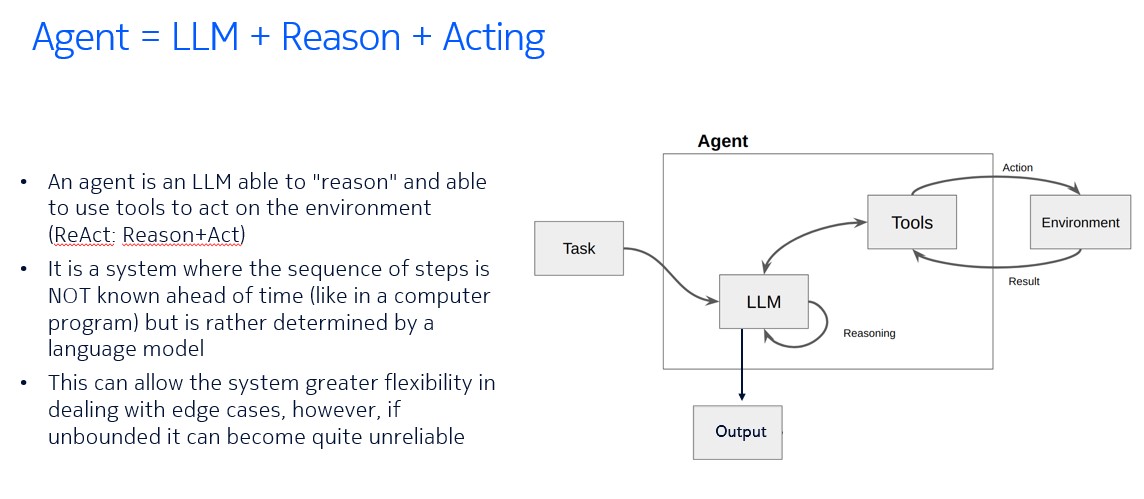 Agent = LLM + Reason + Acting
• An agent is an LLM able to "reason" and able
to use tools to act on the environment
(ReAct: Reason+Act)
• It is a system where the sequence of steps is
NOT known ahead of time (like in a computer
program) but is rather determined by a
language model
• This can allow the system greater flexibility in
dealing with edge cases, however, if
unbounded it can become quite unreliable
Agent
Action
Tools
Environment
Task
Result
LLM
Reasoning
Output